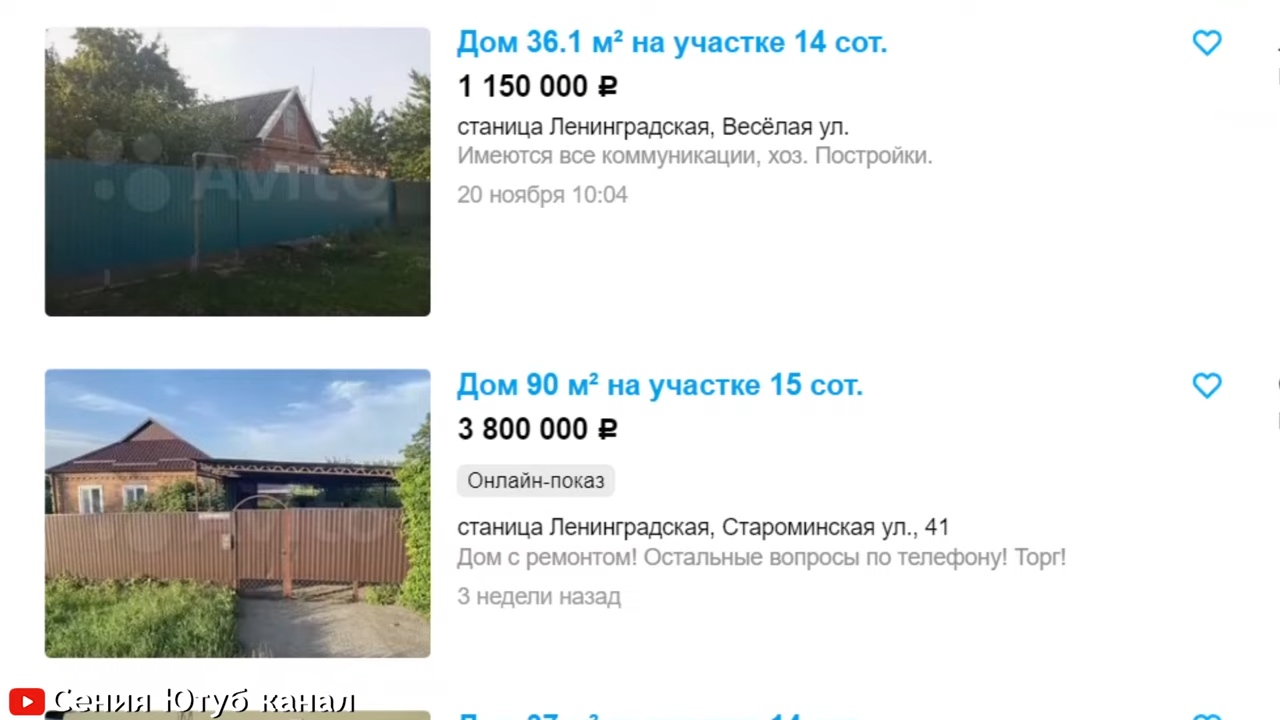 Дом 36.1 м² на участке 14 сот.
1 150 000 ₽
станица Ленинградская, Весёлая ул.
Имеются все коммуникации, хоз. Постройки.
20 ноября 10:04
Avito
Дом 90 м² на участке 15 сот.
3 800 000 ₽
Онлайн-показ
станица Ленинградская, Староминская ул., 41
Дом с ремонтом! Остальные вопросы по телефону! Торг!
3 недели назад
Сения Ютуб канал